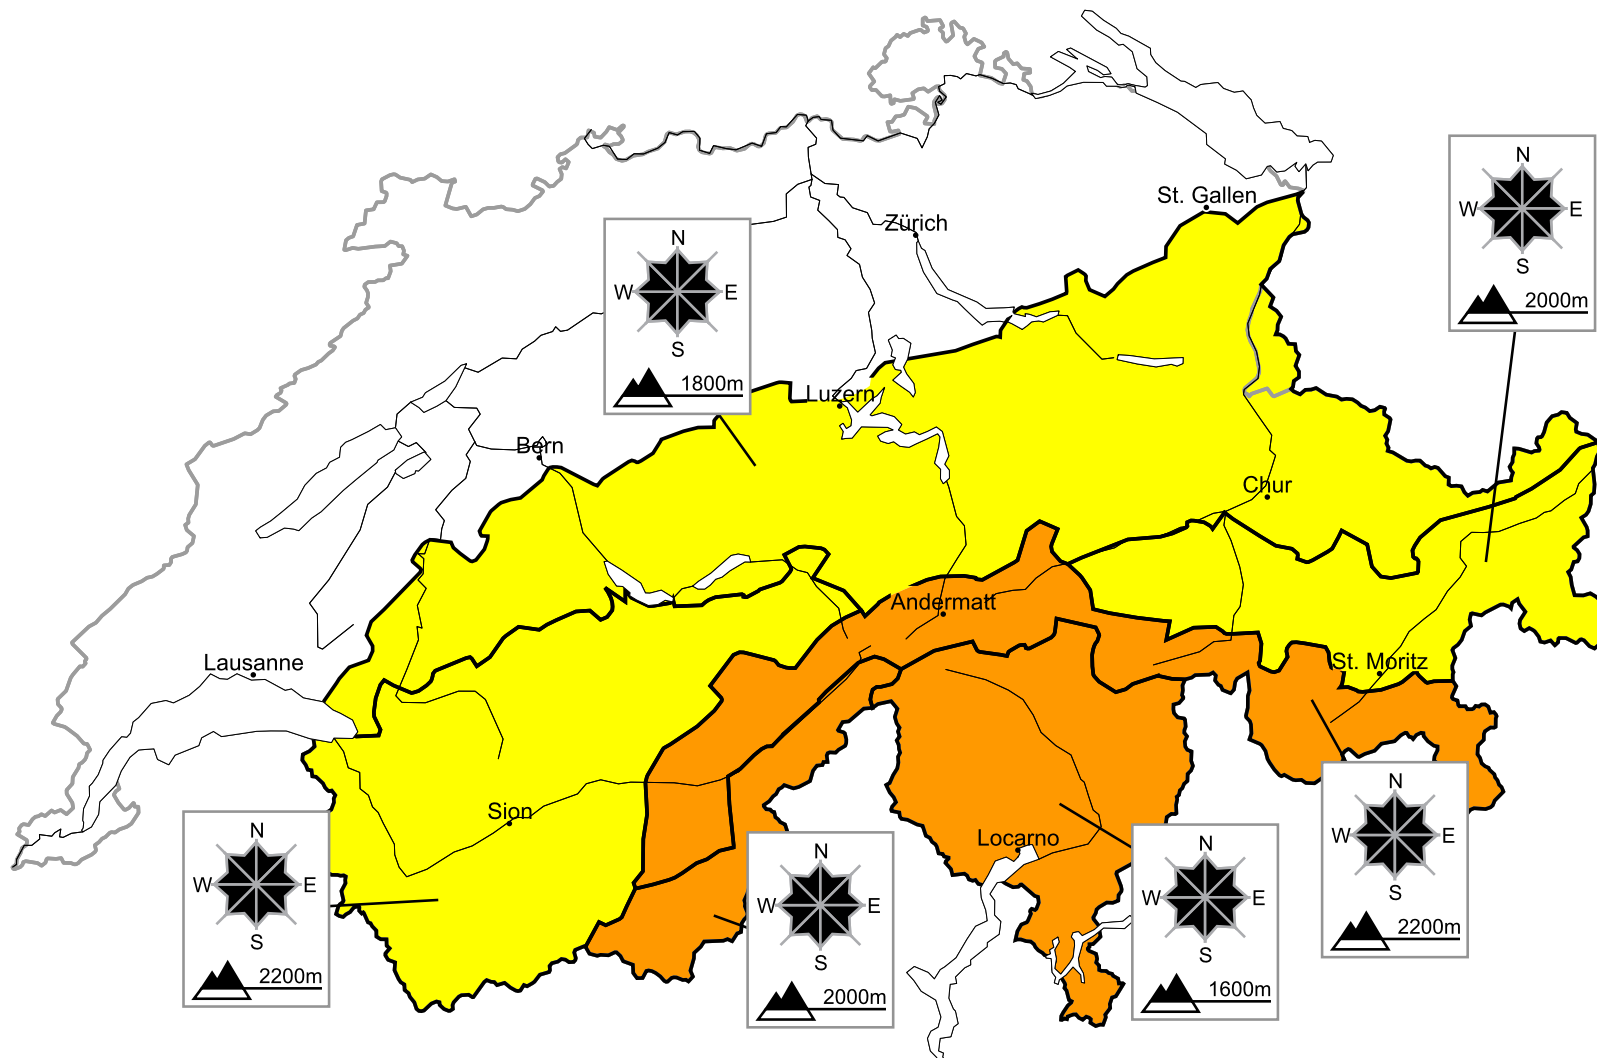 St. Gallen
Zürich
N
W E
S
2000m
N
W E
S
1800m
Luzern
Bern
Chur
Andermatt
Lausanne
St. Moritz
Sion
Locarno
N
W E
S
2200m
N
W E
S
2000m
N
W E
S
1600m
N
W E
S
2200m